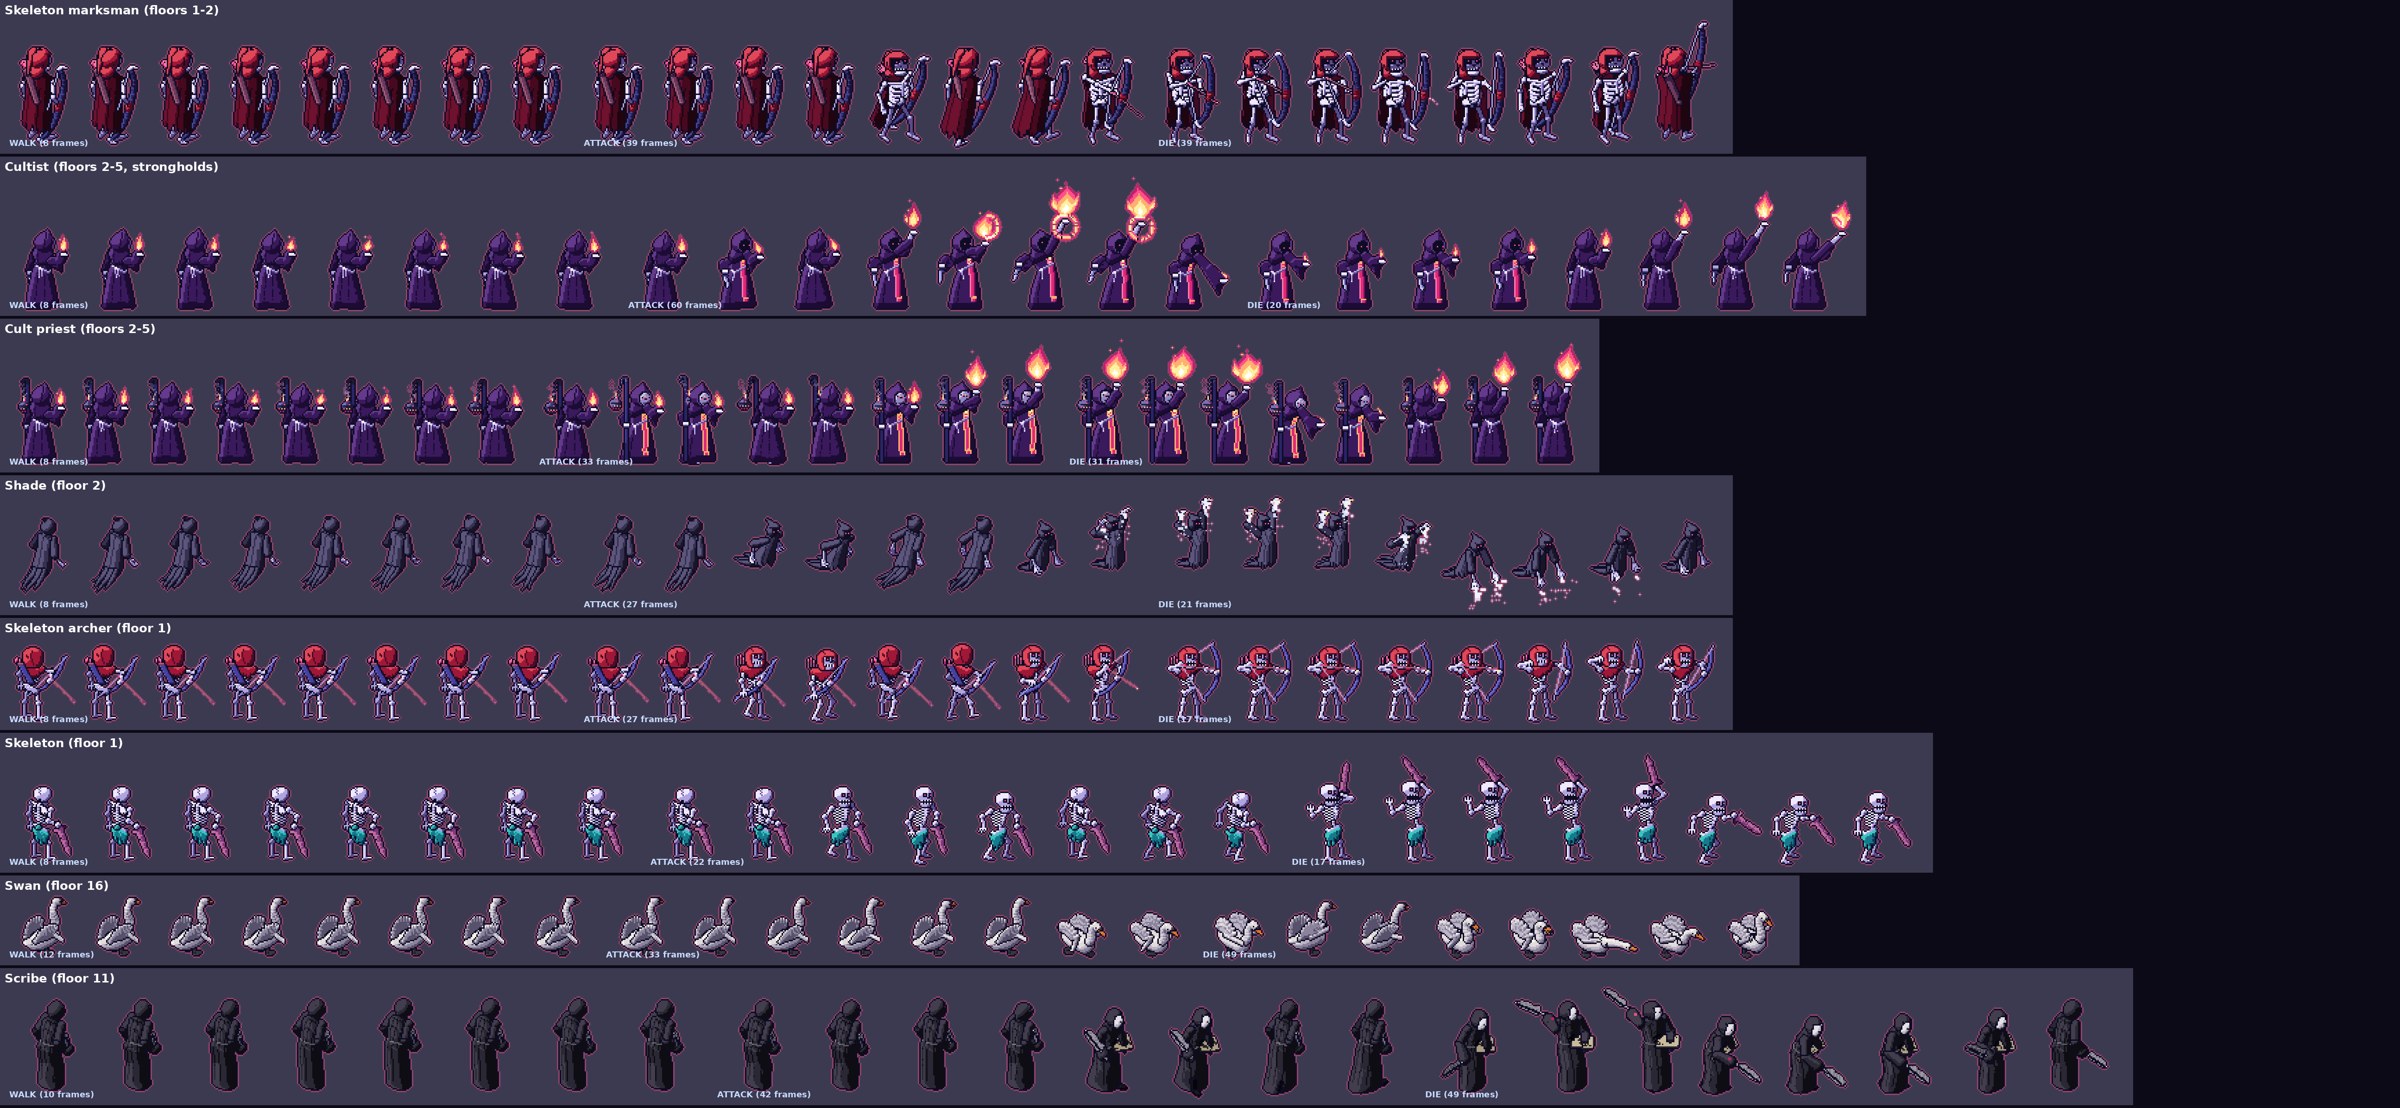 Skeleton marksman (floors 1-2)
WALK (8 frames)
ATTACK (39 frames)
DIE (39 frames)
Cultist (floors 2-5, strongholds)
WALK (8 frames)
ATTACK (60 frames)
DIE (20 frames)
Cult priest (floors 2-5)
WALK (8 frames)
ATTACK (33 frames)
DIE (31 frames)
Shade (floor 2)
WALK (8 frames)
ATTACK (27 frames)
DIE (21 frames)
Skeleton archer (floor 1)
WALK (8 frames)
ATTACK (27 frames)
DIE (17 frames)
Skeleton (floor 1)
WALK (8 frames)
ATTACK (22 frames)
DIE (17 frames)
Swan (floor 16)
WALK (12 frames)
ATTACK (33 frames)
DIE (49 frames)
Scribe (floor 11)
WALK (10 frames)
ATTACK (42 frames)
DIE (49 frames)